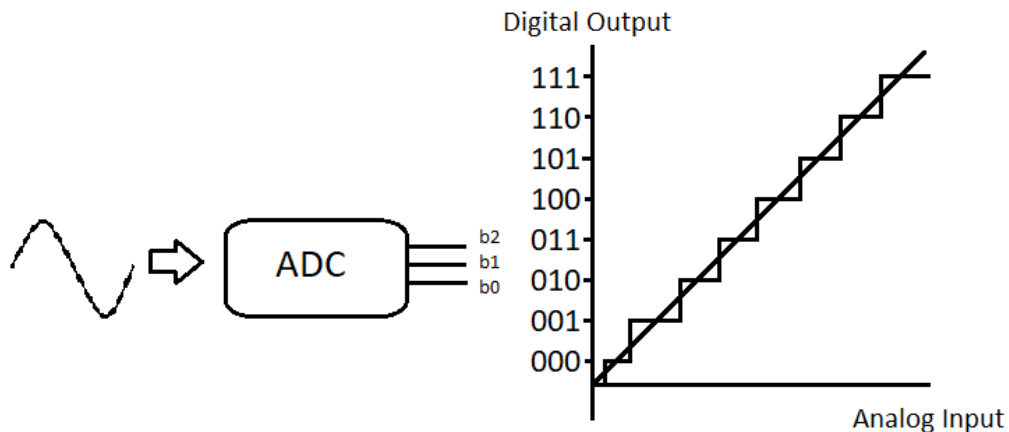 Digital Output
111
110
101
100
011
010
001
000
ADC
b2
b1
b0
Analog Input